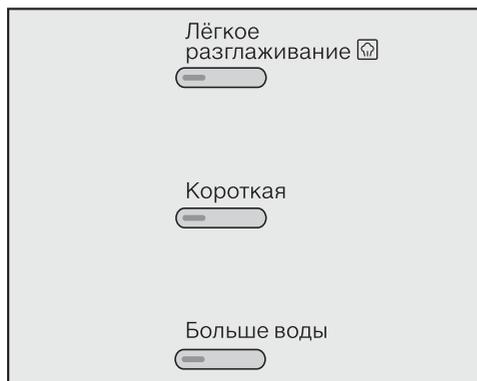 Лёгкое
разглаживание
Короткая
Больше воды